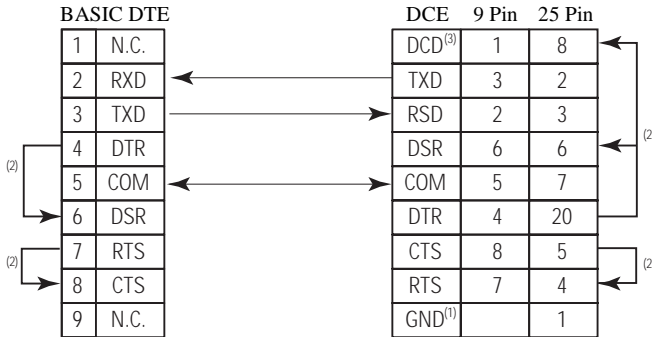 BASIC DTE DCE 9 Pin 25 Pin
1 N.C. DCD(3) 1 8
2 RXD TXD 3 2
3 TXD RSD 2 3
4 DTR DSR 6 6
(2) (2
5 COM COM 5 7
6 DSR DTR 4 20
7 RTS CTS 8 5
(2) (2
8 CTS RTS 7 4
9 N.C. GND(1) 1